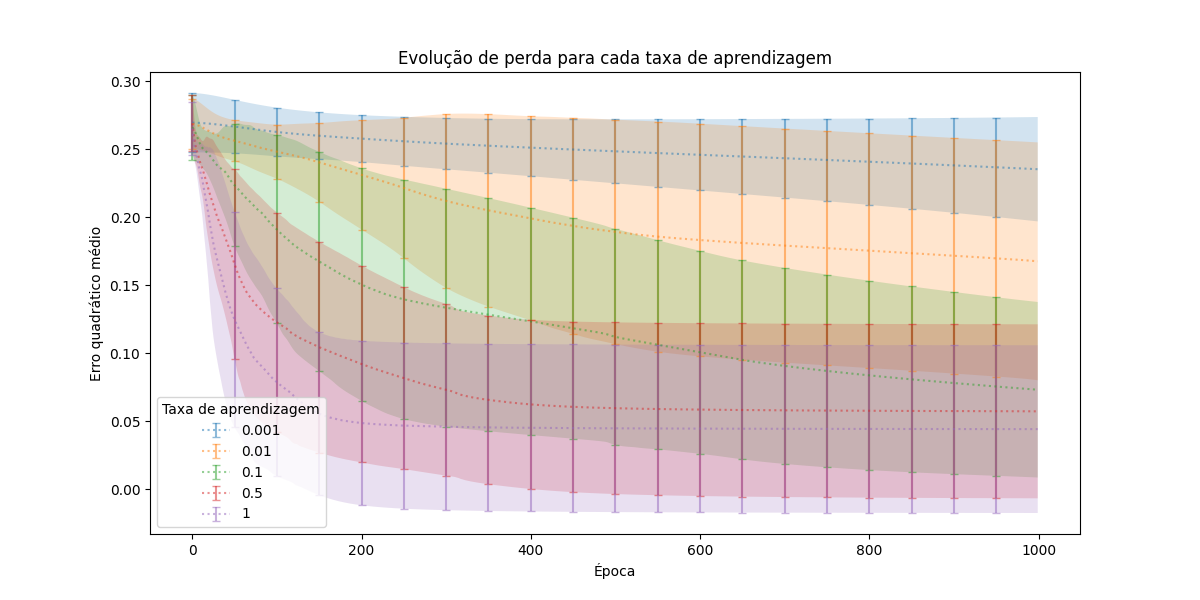 Evolução de perda para cada taxa de aprendizagem
Erro quadrático médio
0.30
0.25
0.20
0.15
0.10
0.05
0.00
Taxa de aprendizagem
0.001
0.01
0.1
0.5
1
0 200 400 600 800 1000
Época